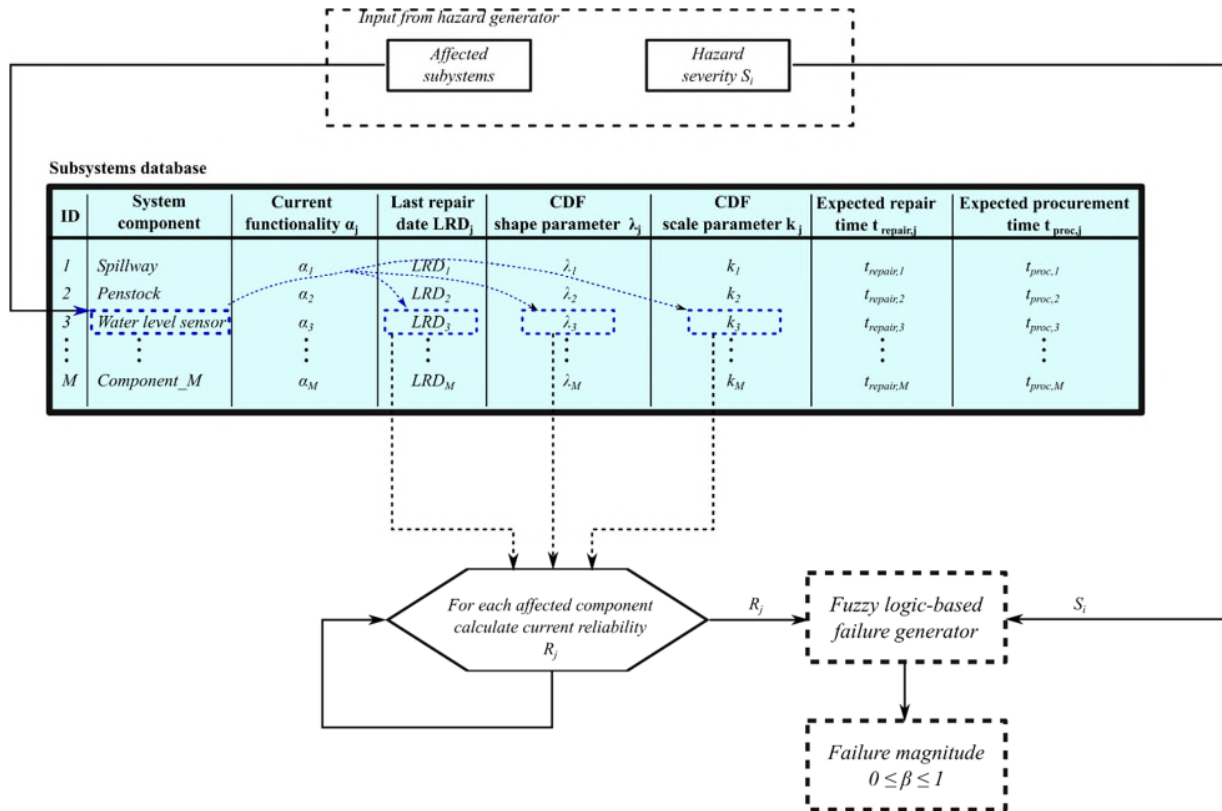 Input from hazard generator
Affected
subystems
Hazard
severity Sᵢ
Subsystems database
ID
System
component
Current
functionality αⱼ
Last repair
date LRDⱼ
CDF
shape parameter λⱼ
CDF
scale parameter kⱼ
Expected repair
time t repair,j
Expected procurement
time t proc,j
1 Spillway α₁ LRD₁ λ₁ k₁ t repair,1 t proc,1
2 Penstock α₂ LRD₂ λ₂ k₂ t repair,2 t proc,2
3 Water level sensor α₃ LRD₃ λ₃ k₃ t repair,3 t proc,3
M Component_M α_M LRD_M λ_M k_M t repair,M t proc,M
For each affected component
calculate current reliability
Rⱼ
Rⱼ
Fuzzy logic-based
failure generator
Sᵢ
Failure magnitude
0 ≤ β ≤ 1